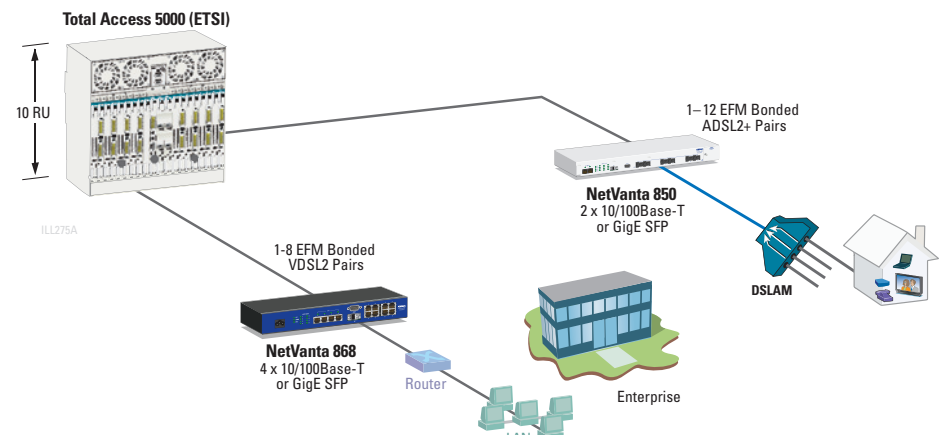 Total Access 5000 (ETSI)
10 RU
ILL275A
1–12 EFM Bonded
ADSL2+ Pairs
NetVanta 850
2 x 10/100Base-T
or GigE SFP
DSLAM
1-8 EFM Bonded
VDSL2 Pairs
NetVanta 868
4 x 10/100Base-T
or GigE SFP
Router
Enterprise
LAN